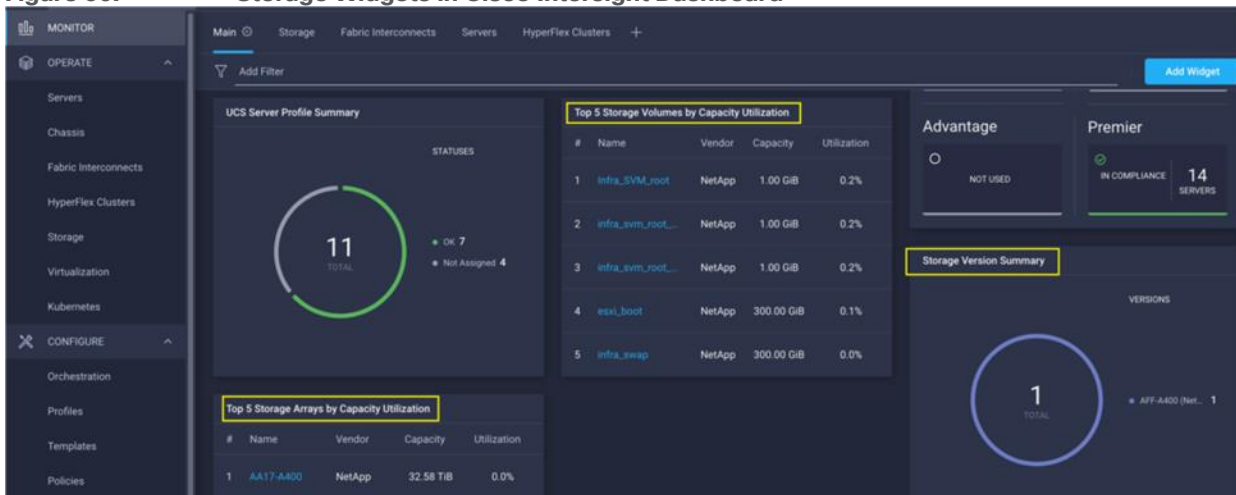 Storage Widgets in Cisco Intersight Dashboard
MONITOR
OPERATE
Servers
Chassis
Fabric Interconnects
HyperFlex Clusters
Storage
Virtualization
Kubernetes
CONFIGURE
Orchestration
Profiles
Templates
Policies
Main Storage Fabric Interconnects Servers HyperFlex Clusters +
Add Filter
Add Widget
UCS Server Profile Summary
STATUSES
11
TOTAL
OK 7
Not Assigned 4
Top 5 Storage Arrays by Capacity Utilization
# Name Vendor Capacity Utilization
1 AA17-A400 NetApp 32.58 TiB 0.0%
Top 5 Storage Volumes by Capacity Utilization
# Name Vendor Capacity Utilization
1 infra_SVM_root NetApp 1.00 GiB 0.2%
2 infra_svm_root_... NetApp 1.00 GiB 0.2%
3 infra_svm_root_... NetApp 1.00 GiB 0.2%
4 esxi_boot NetApp 300.00 GiB 0.1%
5 infra_swap NetApp 300.00 GiB 0.0%
Advantage
NOT USED
Premier
IN COMPLIANCE
14
SERVERS
Storage Version Summary
VERSIONS
1
TOTAL
AFF-A400 (Net... 1